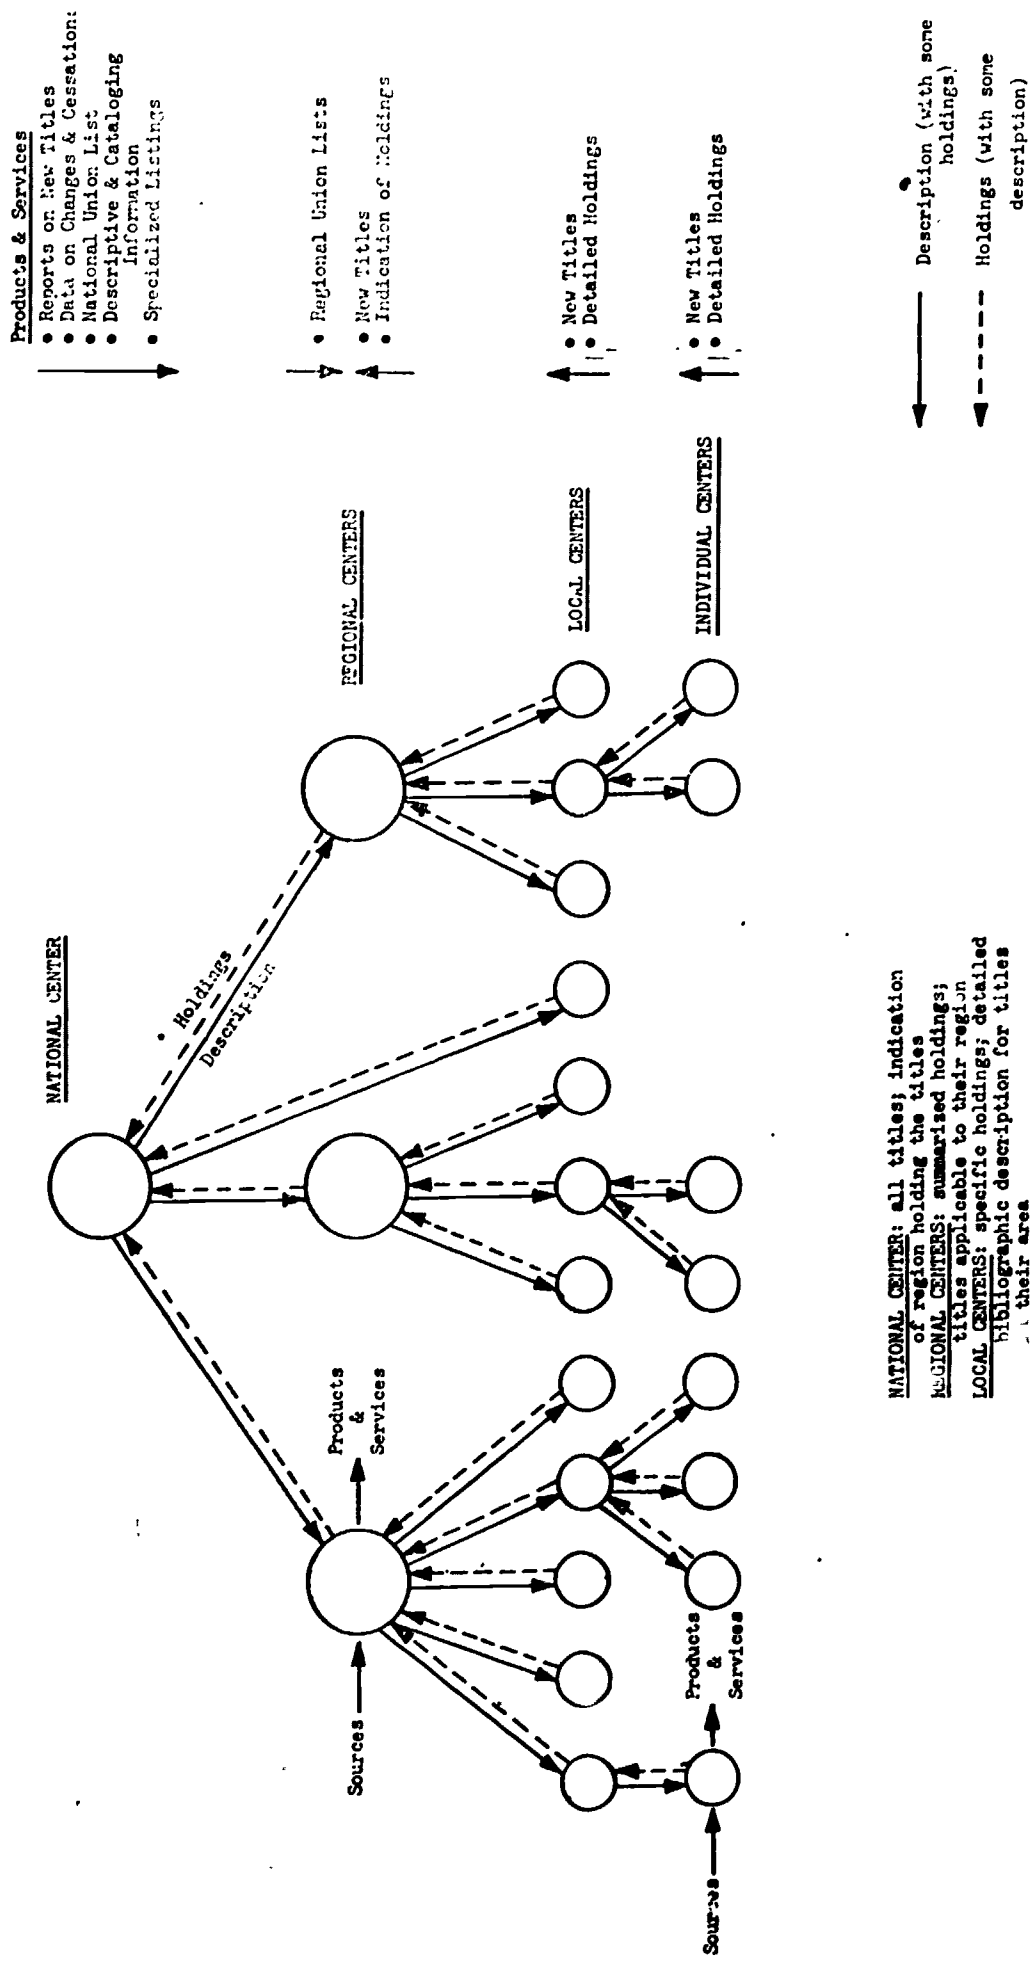 Products & Services
• Reports on New Titles
• Data on Changes & Cessation:
• National Union List
• Descriptive & Cataloging
Information
• Specialized Listings
NATIONAL CENTER
Holdings
Description
• Regional Union Lists
• New Titles
• Indication of Holdings
REGIONAL CENTERS
Products
&
Services
Sources
• New Titles
• Detailed Holdings
LOCAL CENTERS
• New Titles
• Detailed Holdings
INDIVIDUAL CENTERS
Products
&
Services
Sources
NATIONAL CENTER: all titles; indication
of region holding the titles
REGIONAL CENTERS: summarized holdings;
titles applicable to their region
LOCAL CENTERS: specific holdings; detailed
bibliographic description for titles
their area
Description (with some
holdings)
Holdings (with some
description)